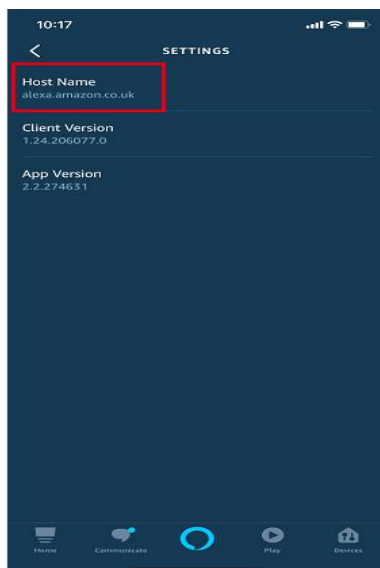 10:17
SETTINGS
Host Name
alexa.amazon.co.uk
Client Version
1.24.206077.0
App Version
2.2.274631
Home Communicate Play Devices